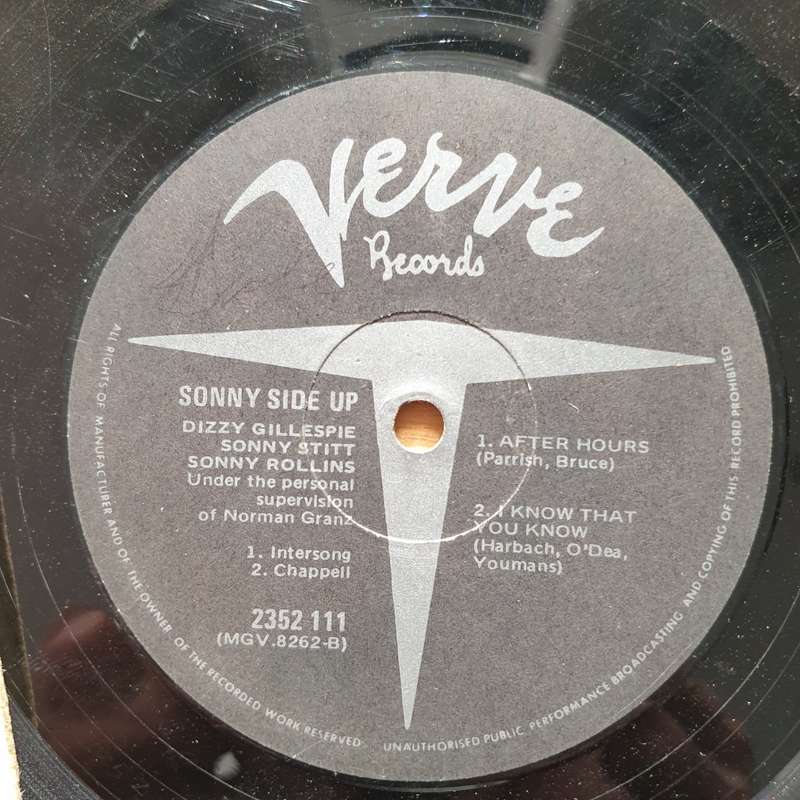 Verve
Records
SONNY SIDE UP
DIZZY GILLESPIE
SONNY STITT
SONNY ROLLINS
Under the personal
supervision
of Norman Granz
1. Intersong
2. Chappell
2352 111
(MGV.8262-B)
1. AFTER HOURS
(Parrish, Bruce)
2. I KNOW THAT
YOU KNOW
(Harbach, O'Dea,
Youmans)
ALL RIGHTS OF MANUFACTURER AND OF THE OWNER OF THE RECORDED WORK RESERVED UNAUTHORISED PUBLIC PERFORMANCE BROADCASTING AND COPYING OF THIS RECORD PROHIBITED